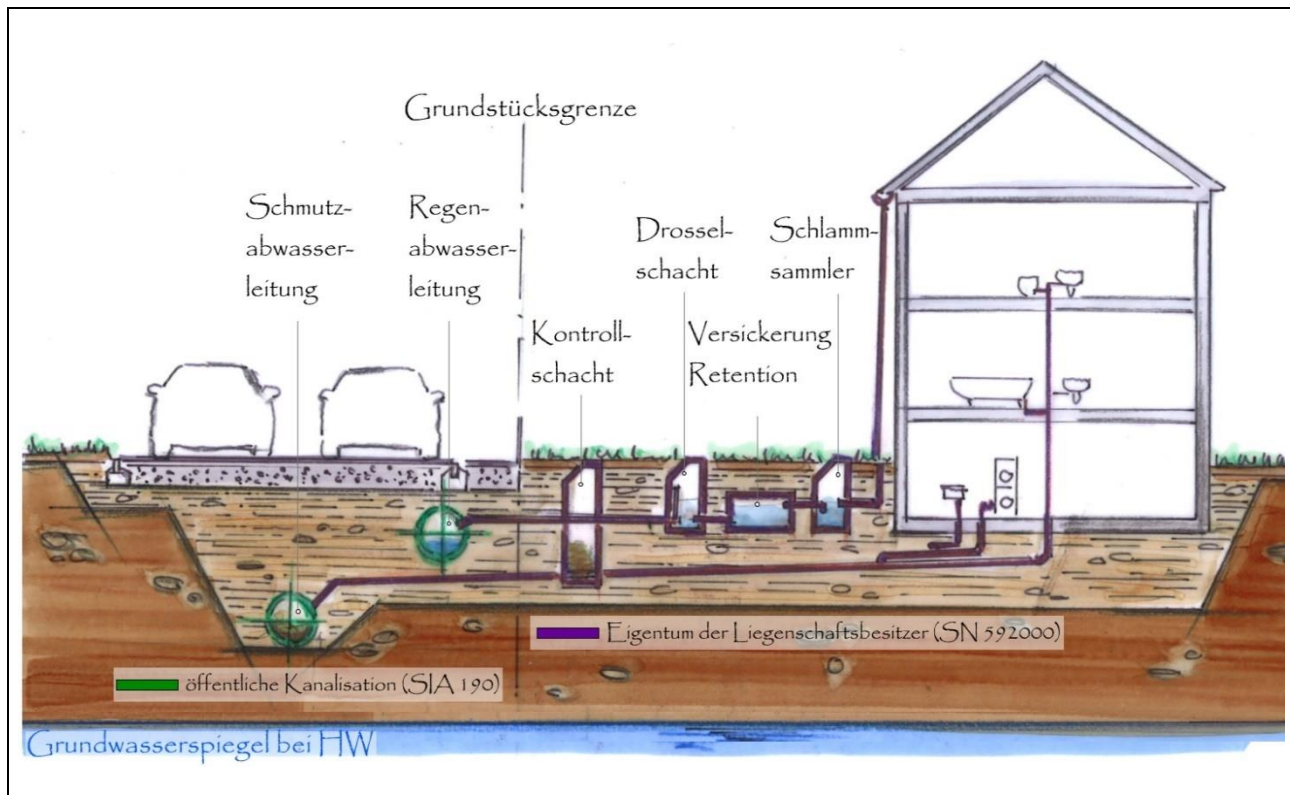 Grundstücksgrenze
Schmutz-
abwasser-
leitung
Regen-
abwasser-
leitung
Kontroll-
schacht
Drossel-
schacht
Versickerung
Retention
Schlamm-
sammler
Eigentum der Liegenschaftsbesitzer (SN 592000)
öffentliche Kanalisation (SIA 190)
Grundwasserspiegel bei HW